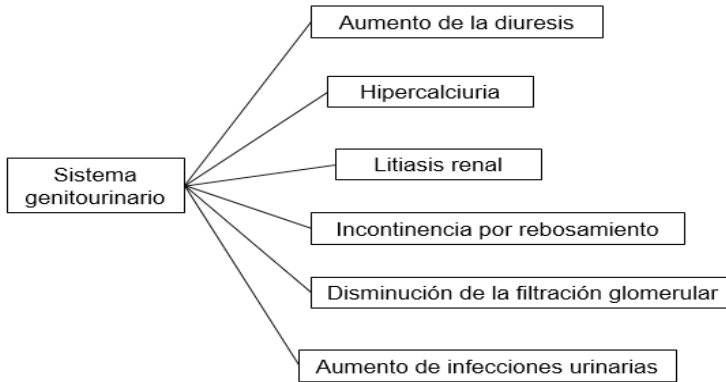 Aumento de la diuresis
Hipercalciuria
Litiasis renal
Sistema
genitourinario
Incontinencia por rebosamiento
Disminución de la filtración glomerular
Aumento de infecciones urinarias